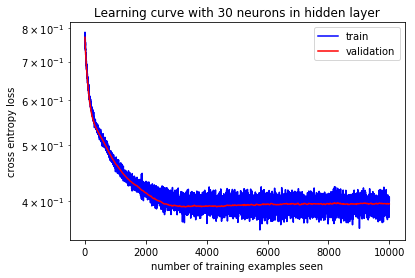 Learning curve with 30 neurons in hidden layer
8 × 10⁻¹
7 × 10⁻¹
6 × 10⁻¹
5 × 10⁻¹
4 × 10⁻¹
cross entropy loss
train
validation
0 2000 4000 6000 8000 10000
number of training examples seen